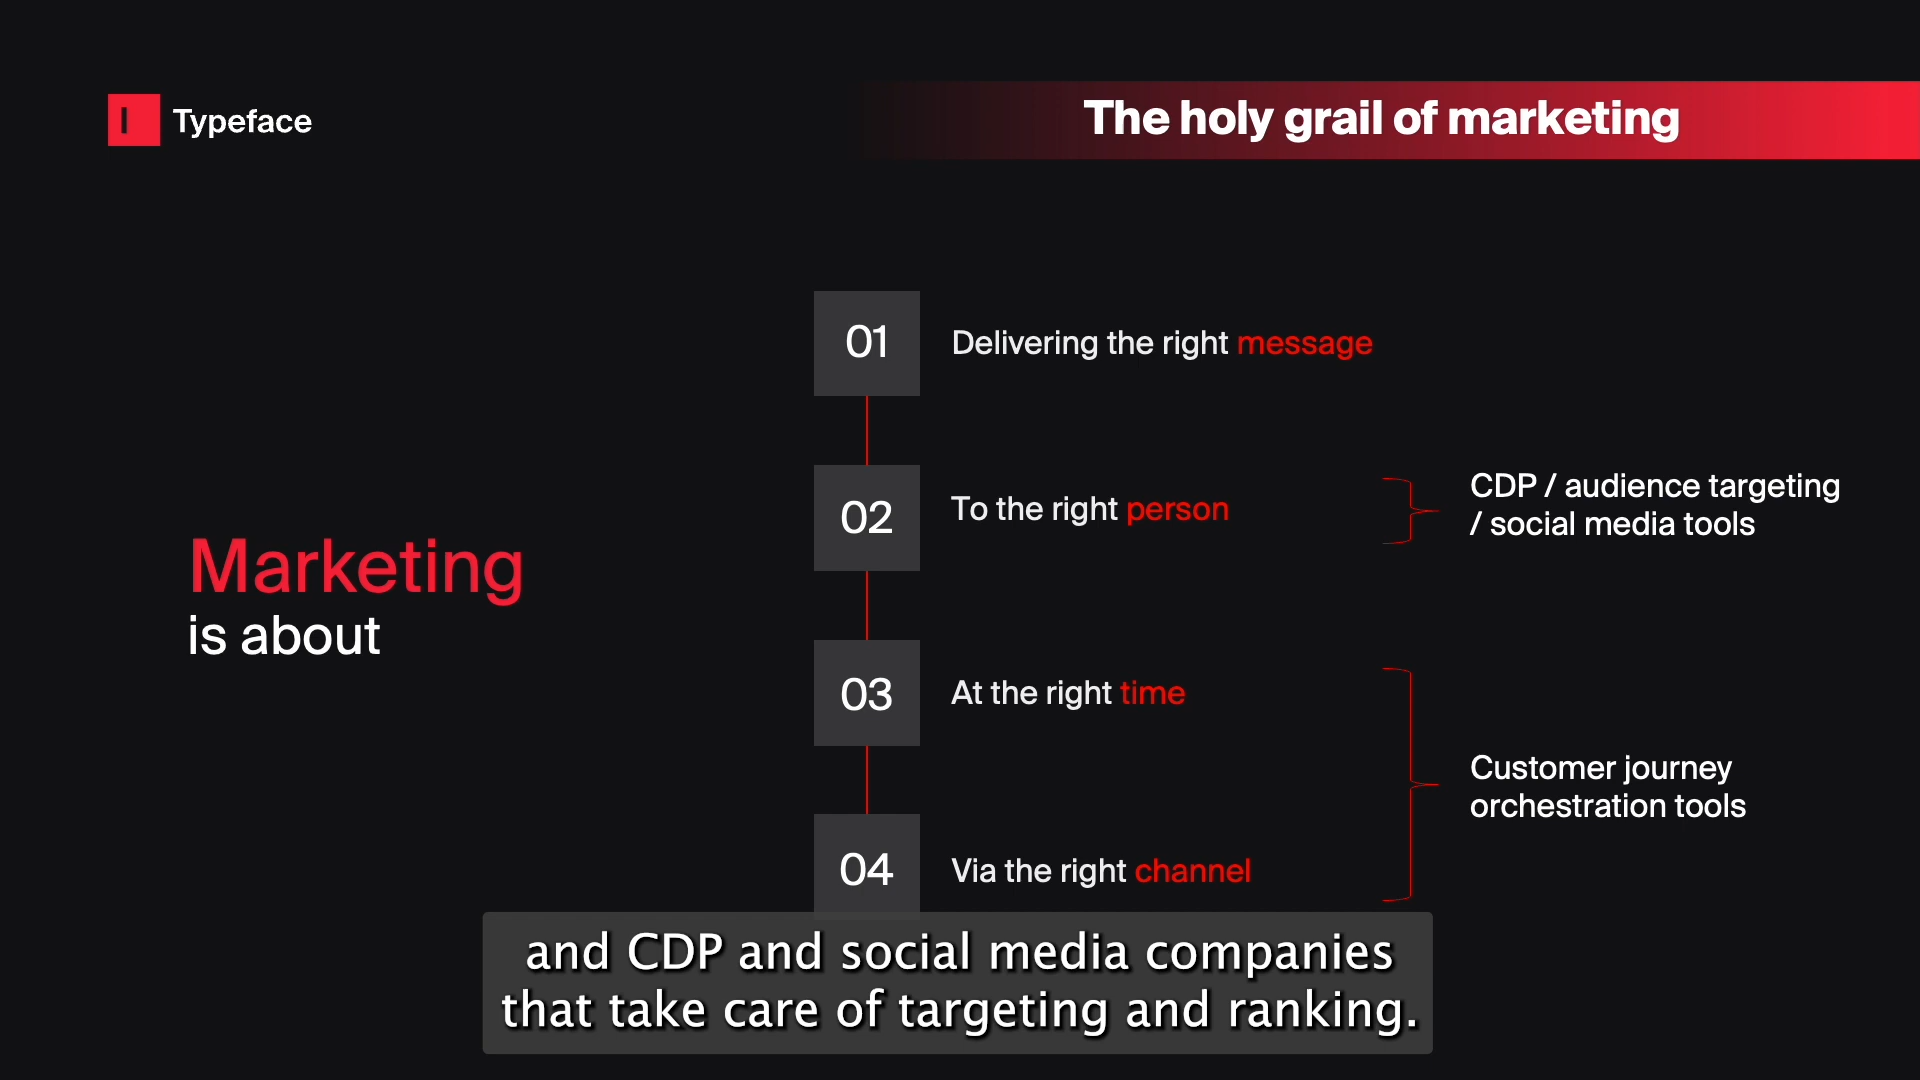 Typeface
The holy grail of marketing
Marketing
is about
01
Delivering the right message
02
To the right person
CDP / audience targeting
/ social media tools
03
At the right time
Customer journey
orchestration tools
04
Via the right channel
and CDP and social media companies
that take care of targeting and ranking.